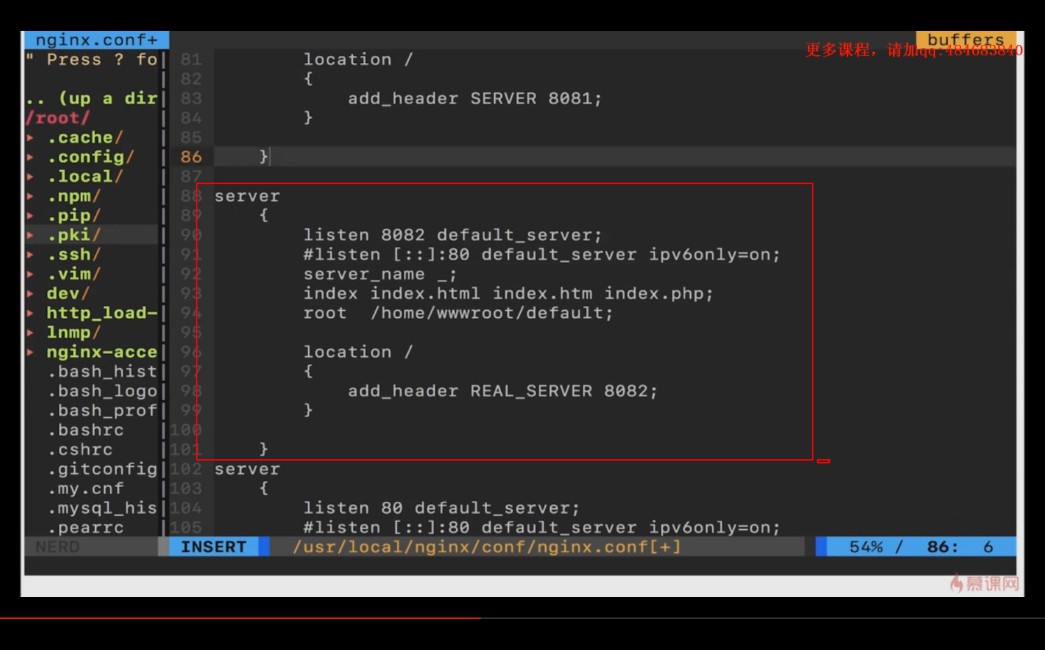 nginx.conf+
buffers
更多课程，请加qq:484683840
" Press ? fo
.. (up a dir
/root/
▸ .cache/
▸ .config/
▸ .local/
▸ .npm/
▸ .pip/
▸ .pki/
▸ .ssh/
▸ .vim/
▸ dev/
▸ http_load-
▸ lnmp/
▸ nginx-acce
.bash_hist
.bash_logo
.bash_prof
.bashrc
.cshrc
.gitconfig
.my.cnf
.mysql_his
.pearrc
81 location /
82 {
83 add_header SERVER 8081;
84 }
85
86 }
87
88 server
89 {
90 listen 8082 default_server;
91 #listen [::]:80 default_server ipv6only=on;
92 server_name _;
93 index index.html index.htm index.php;
94 root /home/wwwroot/default;
95
96 location /
97 {
98 add_header REAL_SERVER 8082;
99 }
100
101 }
102 server
103 {
104 listen 80 default_server;
105 #listen [::]:80 default_server ipv6only=on;
NERD
INSERT
/usr/local/nginx/conf/nginx.conf[+]
54% / 86: 6
慕课网